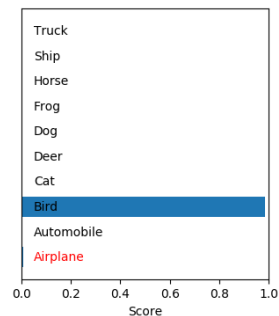 Truck
Ship
Horse
Frog
Dog
Deer
Cat
Bird
Automobile
Airplane
0.0 0.2 0.4 0.6 0.8 1.0
Score